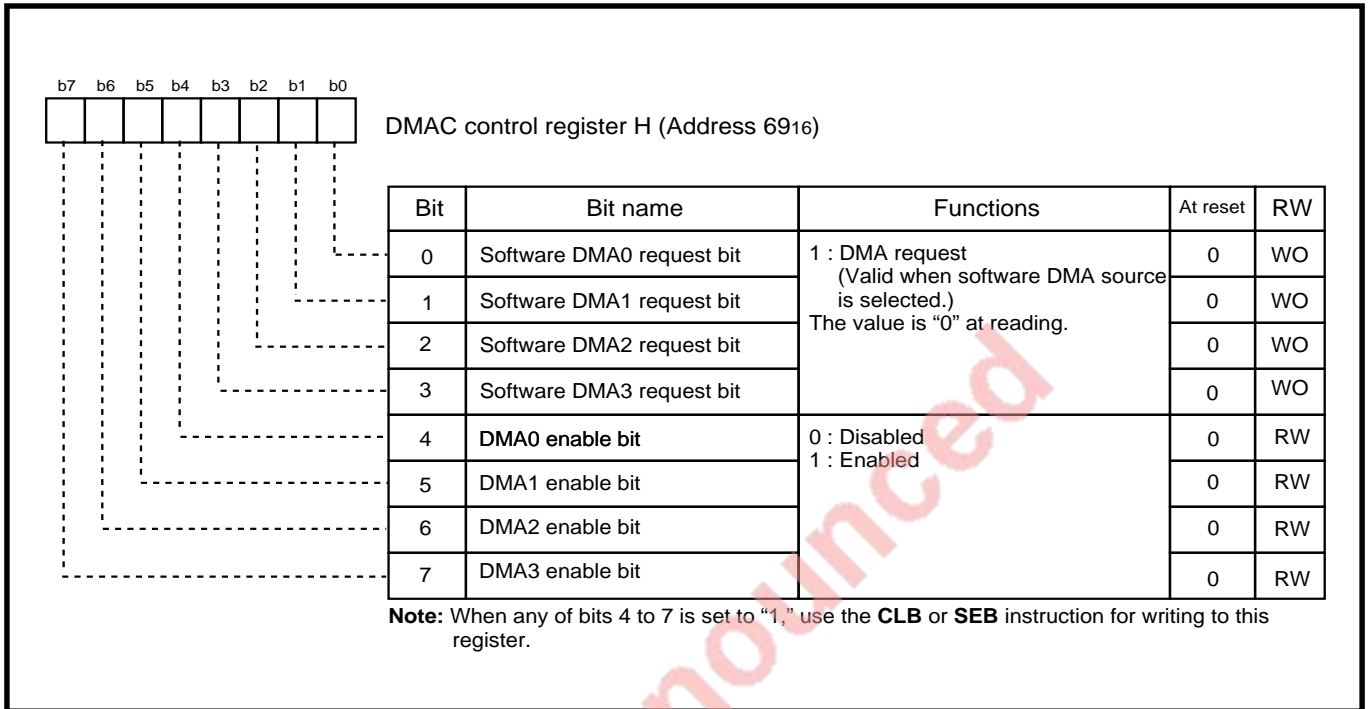 b7 b6 b5 b4 b3 b2 b1 b0
DMAC control register H (Address 6916)
Bit Bit name Functions At reset RW
0 Software DMA0 request bit 1 : DMA request 0 WO
(Valid when software DMA source
1 Software DMA1 request bit is selected.) 0 WO
The value is “0” at reading.
2 Software DMA2 request bit 0 WO
3 Software DMA3 request bit 0 WO
4 DMA0 enable bit 0 : Disabled 0 RW
1 : Enabled
5 DMA1 enable bit 0 RW
6 DMA2 enable bit 0 RW
7 DMA3 enable bit 0 RW
Note: When any of bits 4 to 7 is set to “1,” use the CLB or SEB instruction for writing to this
register.
nounced